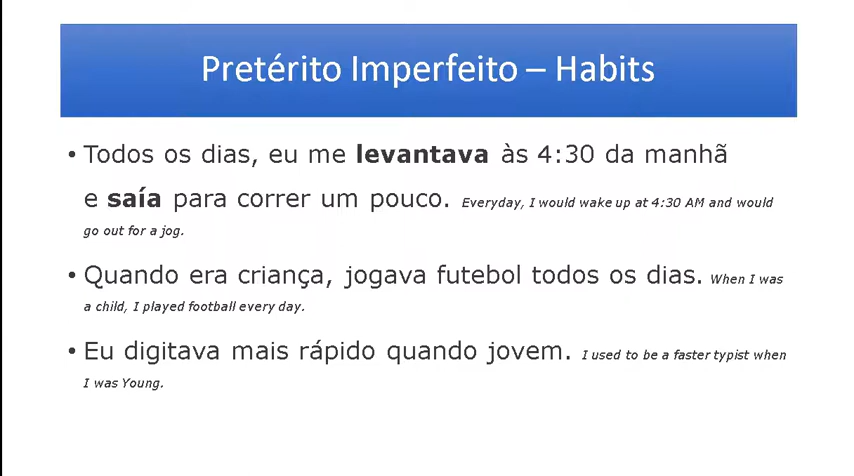 Pretérito Imperfeito – Habits
• Todos os dias, eu me levantava às 4:30 da manhã
e saía para correr um pouco. Everyday, I would wake up at 4:30 AM and would
go out for a jog.
• Quando era criança, jogava futebol todos os dias. When I was
a child, I played football every day.
• Eu digitava mais rápido quando jovem. I used to be a faster typist when
I was Young.